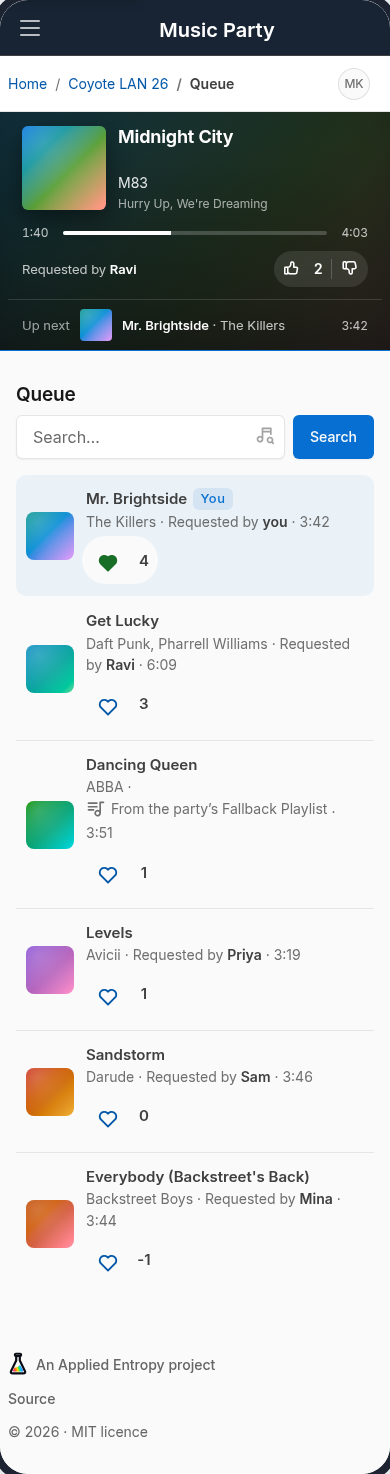 Music Party
Home / Coyote LAN 26 / Queue
MK
Midnight City
M83
Hurry Up, We're Dreaming
1:40
4:03
Requested by Ravi
2
Up next
Mr. Brightside · The Killers
3:42
Queue
Search...
Search
Mr. Brightside You
The Killers · Requested by you · 3:42
4
Get Lucky
Daft Punk, Pharrell Williams · Requested
by Ravi · 6:09
3
Dancing Queen
ABBA ·
From the party’s Fallback Playlist .
3:51
1
Levels
Avicii · Requested by Priya · 3:19
1
Sandstorm
Darude · Requested by Sam · 3:46
0
Everybody (Backstreet's Back)
Backstreet Boys · Requested by Mina ·
3:44
-1
An Applied Entropy project
Source
© 2026 · MIT licence